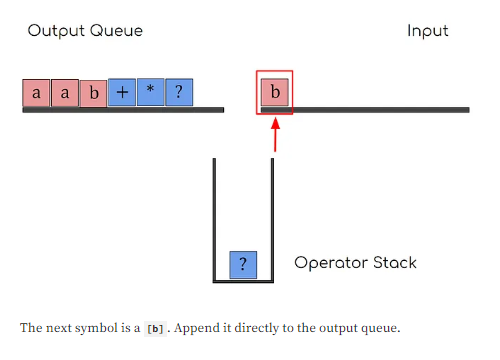 Output Queue Input
a a b + * ? b
?
Operator Stack
The next symbol is a [b]. Append it directly to the output queue.